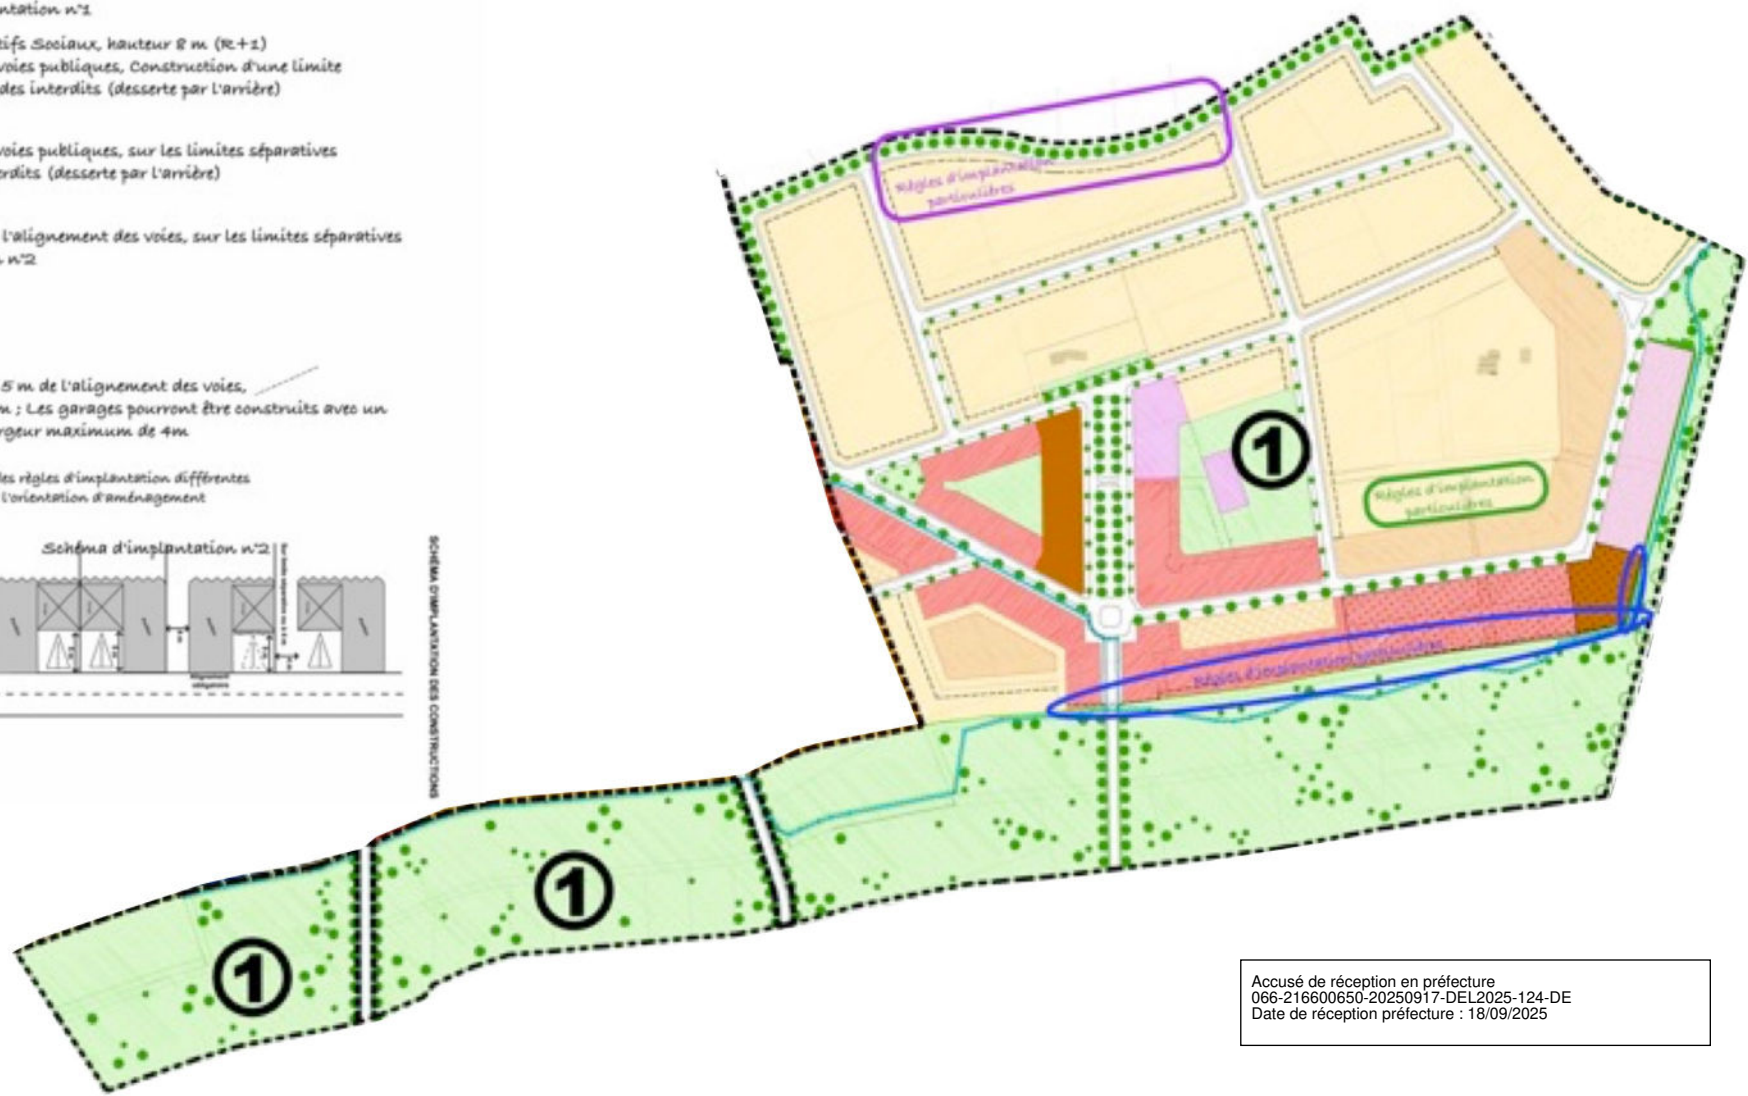 ntation n°1
tifs Sociaux, hauteur 8 m (R+1)
voies publiques, Construction d'une limite
des interdits (desserte par l'arrière)
voies publiques, sur les limites séparatives
erdits (desserte par l'arrière)
l'alignement des voies, sur les limites séparatives
n°2
5 m de l'alignement des voies,
m ; Les garages pourront être construits avec un
rgeur maximum de 4m
les règles d'implantation différentes
l'orientation d'aménagement
Schéma d'implantation n°2
Alignement
obligatoire
SCHÉMA D'IMPLANTATION DES CONSTRUCTIONS
Règles d'implantation
particulières
1
Règles d'implantation
particulières
Règles d'implantation particulières
1
1
Accusé de réception en préfecture
066-216600650-20250917-DEL2025-124-DE
Date de réception préfecture : 18/09/2025